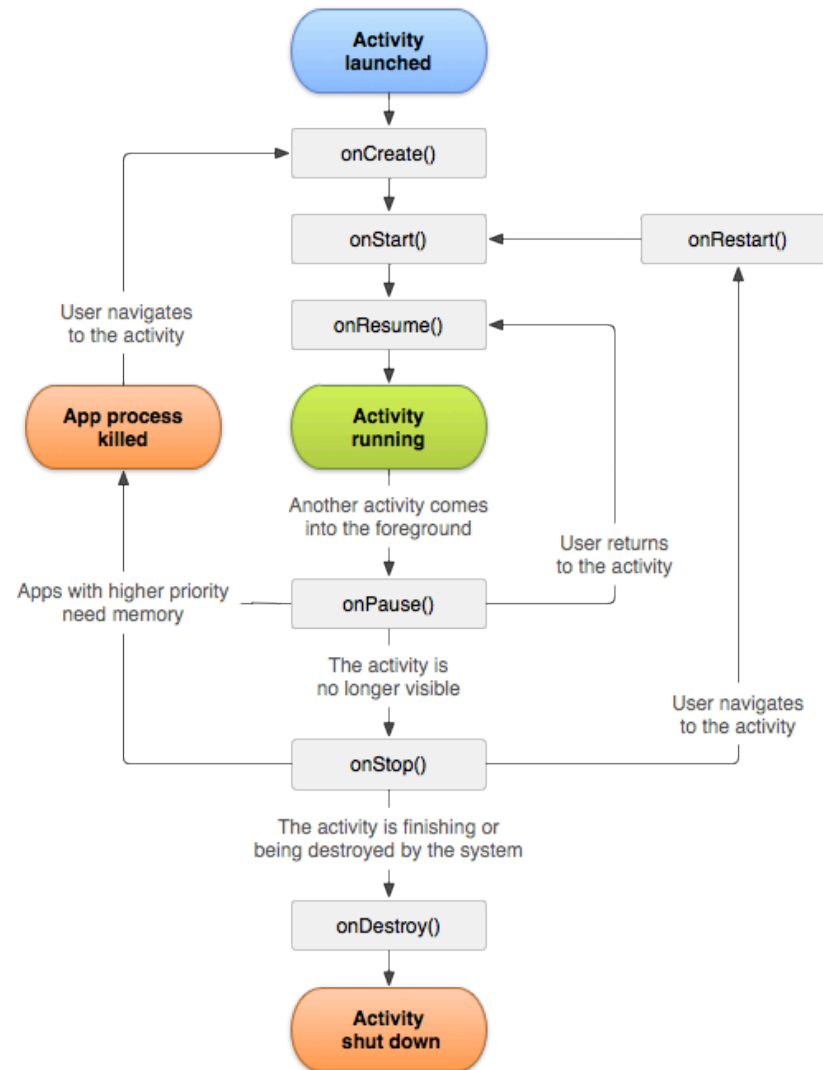 Activity
launched
onCreate()
onStart()
onRestart()
User navigates
to the activity
onResume()
App process
killed
Activity
running
Another activity comes
into the foreground
User returns
to the activity
Apps with higher priority
need memory
onPause()
The activity is
no longer visible
User navigates
to the activity
onStop()
The activity is finishing or
being destroyed by the system
onDestroy()
Activity
shut down